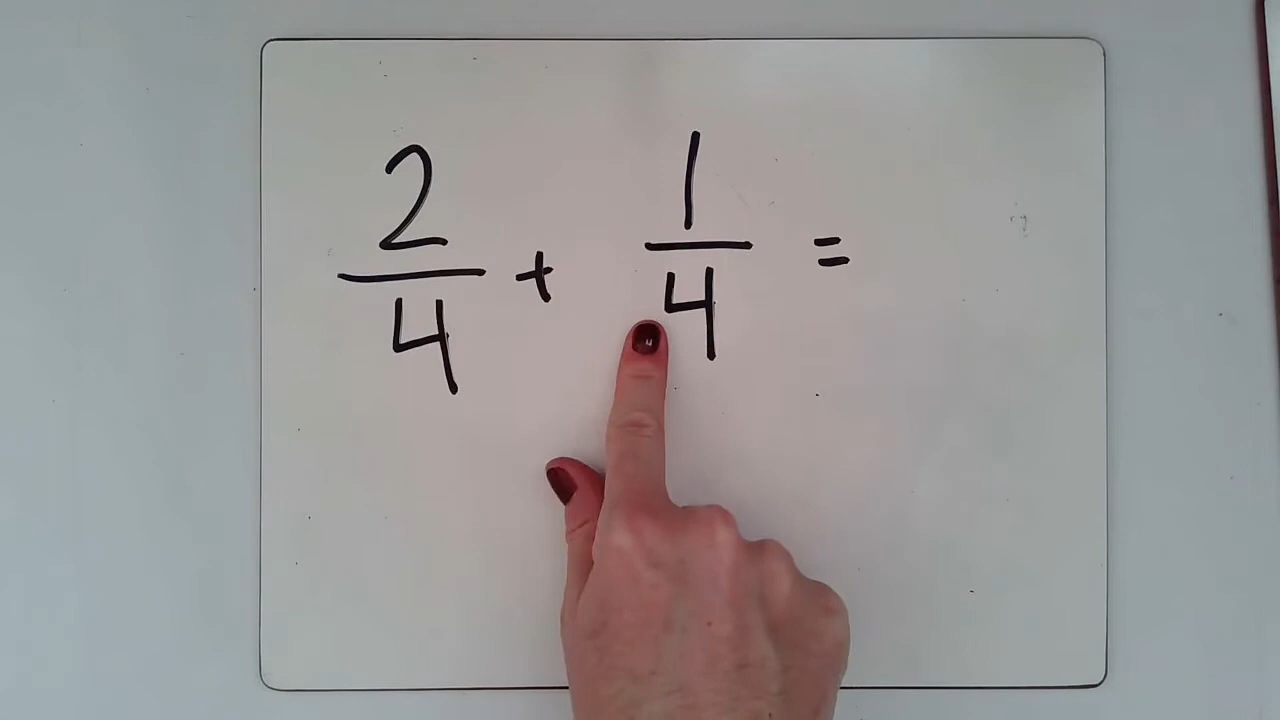 2/4 + 1/4 =